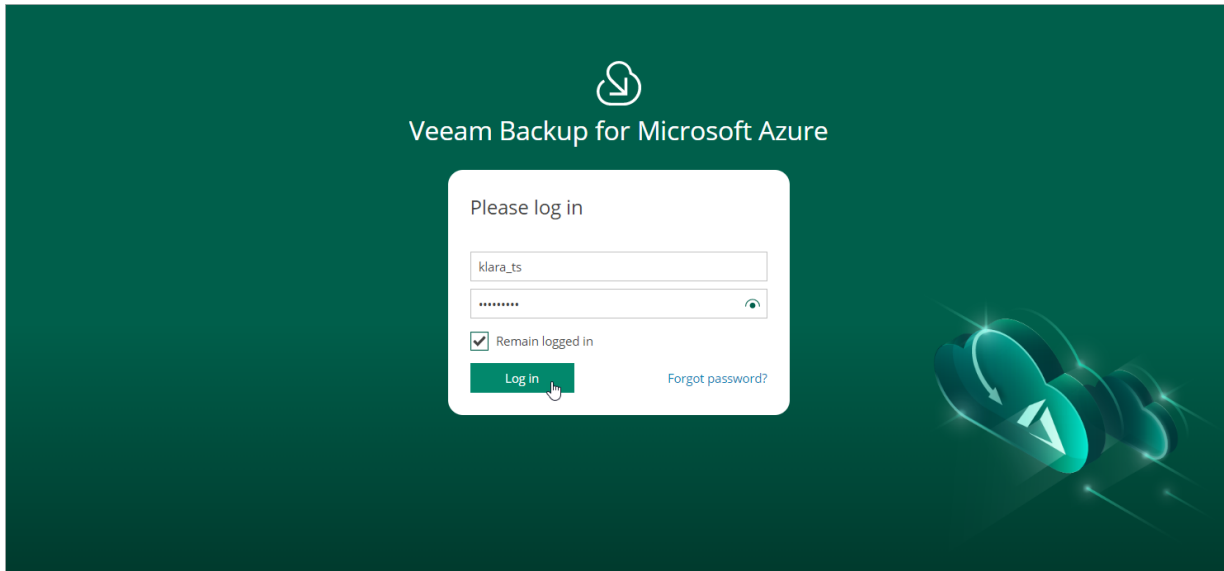 Veeam Backup for Microsoft Azure
Please log in
klara_ts
•••••••••
Remain logged in
Log in
Forgot password?